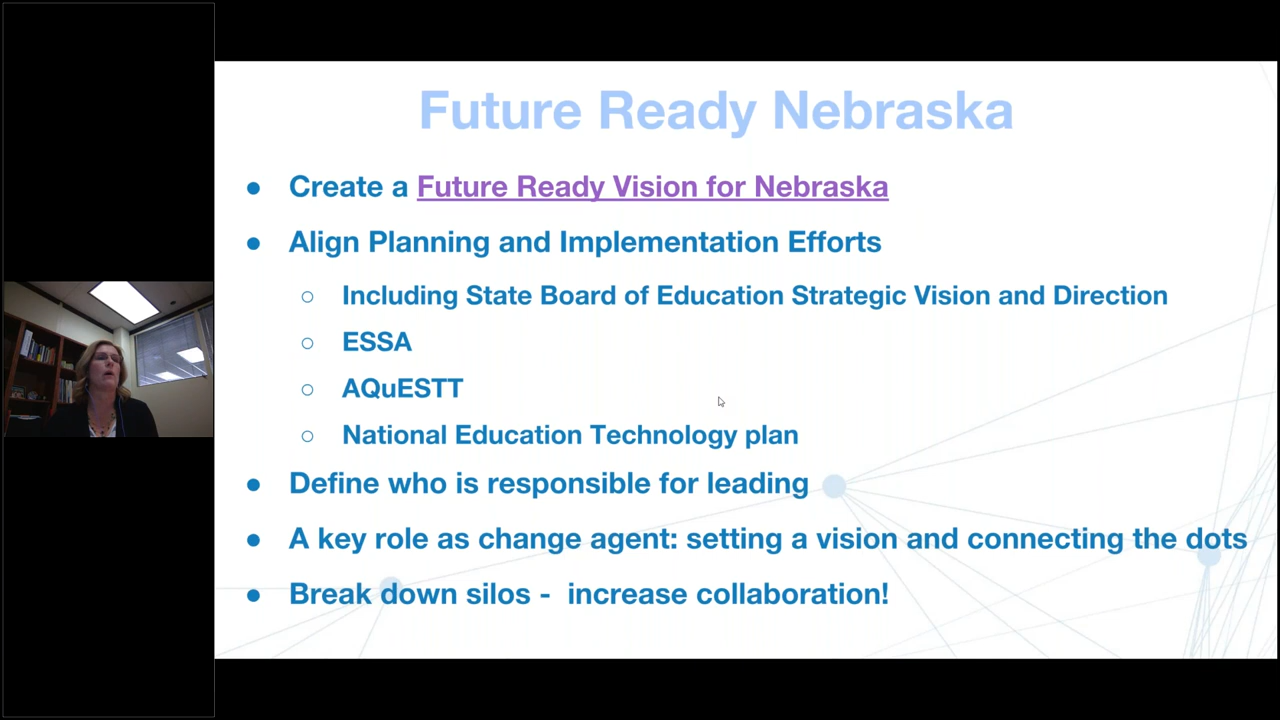 Future Ready Nebraska
● Create a Future Ready Vision for Nebraska
● Align Planning and Implementation Efforts
○ Including State Board of Education Strategic Vision and Direction
○ ESSA
○ AQuESTT
○ National Education Technology plan
● Define who is responsible for leading
● A key role as change agent: setting a vision and connecting the dots
● Break down silos - increase collaboration!